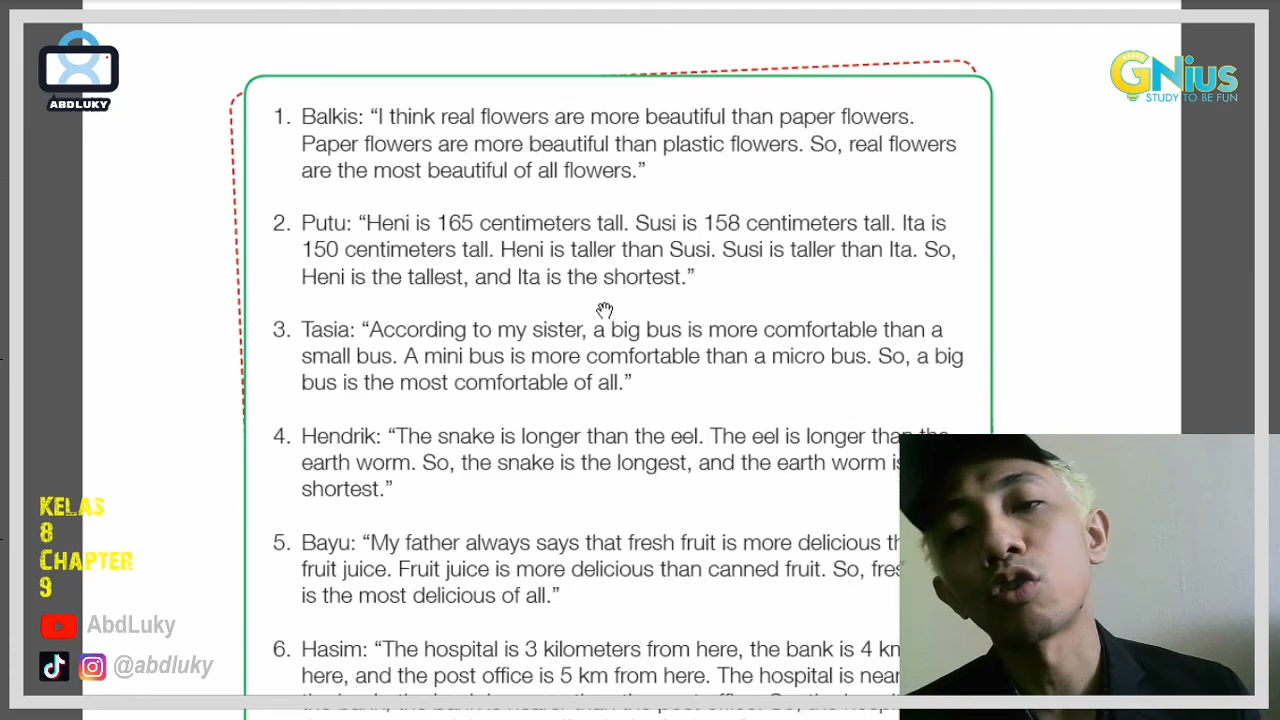 ABDLUKY
GNIUS
STUDY TO BE FUN
1. Balkis: “I think real flowers are more beautiful than paper flowers.
Paper flowers are more beautiful than plastic flowers. So, real flowers
are the most beautiful of all flowers.”
2. Putu: “Heni is 165 centimeters tall. Susi is 158 centimeters tall. Ita is
150 centimeters tall. Heni is taller than Susi. Susi is taller than Ita. So,
Heni is the tallest, and Ita is the shortest.”
3. Tasia: “According to my sister, a big bus is more comfortable than a
small bus. A mini bus is more comfortable than a micro bus. So, a big
bus is the most comfortable of all.”
4. Hendrik: “The snake is longer than the eel. The eel is longer than the
earth worm. So, the snake is the longest, and the earth worm is
shortest.”
5. Bayu: “My father always says that fresh fruit is more delicious
fruit juice. Fruit juice is more delicious than canned fruit. So,
is the most delicious of all.”
6. Hasim: “The hospital is 3 kilometers from here, the bank is 4
here, and the post office is 5 km from here. The hospital is
KELAS
8
CHAPTER
9
AbdLuky
@abdluky